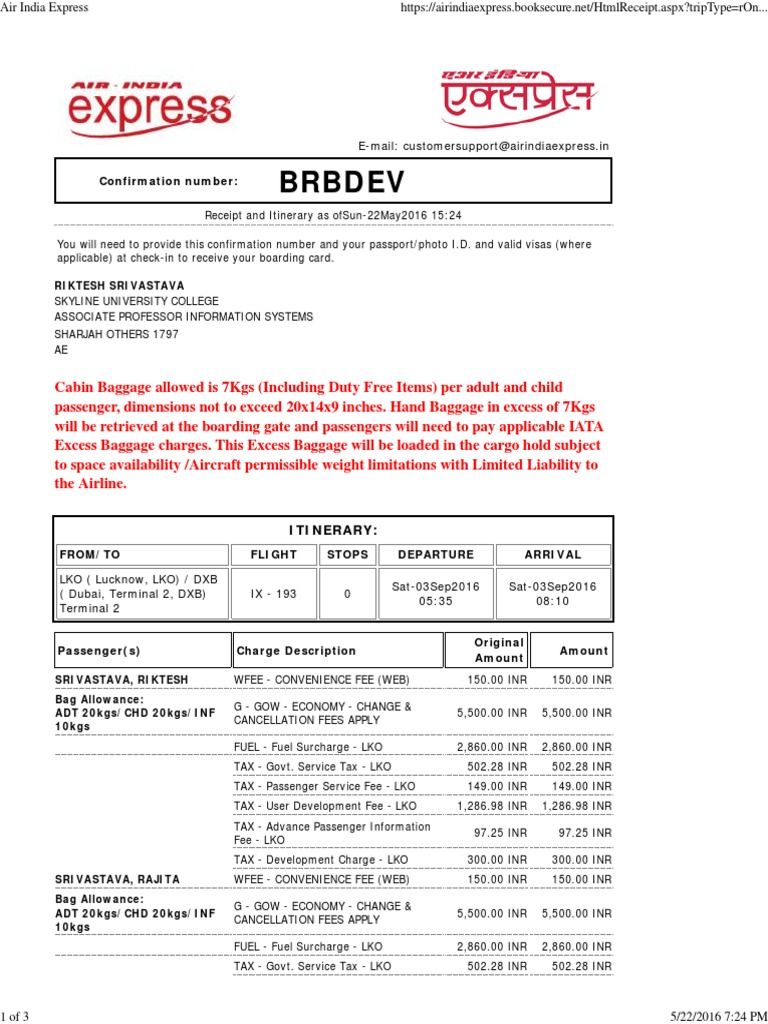 Air India Express https://airindiaexpress.booksecure.net/HtmlReceipt.aspx?tripType=rOn...
AIR-INDIA
express
एअर इंडिया
एक्सप्रेस
E-mail: customersupport@airindiaexpress.in
Confirmation number: BRBDEV
Receipt and Itinerary as ofSun-22May2016 15:24
You will need to provide this confirmation number and your passport/photo I.D. and valid visas (where
applicable) at check-in to receive your boarding card.
RIKTESH SRIVASTAVA
SKYLINE UNIVERSITY COLLEGE
ASSOCIATE PROFESSOR INFORMATION SYSTEMS
SHARJAH OTHERS 1797
AE
Cabin Baggage allowed is 7Kgs (Including Duty Free Items) per adult and child
passenger, dimensions not to exceed 20x14x9 inches. Hand Baggage in excess of 7Kgs
will be retrieved at the boarding gate and passengers will need to pay applicable IATA
Excess Baggage charges. This Excess Baggage will be loaded in the cargo hold subject
to space availability /Aircraft permissible weight limitations with Limited Liability to
the Airline.
ITINERARY:
FROM/TO FLIGHT STOPS DEPARTURE ARRIVAL
LKO ( Lucknow, LKO) / DXB
( Dubai, Terminal 2, DXB)
Terminal 2
IX - 193
0
Sat-03Sep2016
05:35
Sat-03Sep2016
08:10
Passenger(s) Charge Description Original
Amount Amount
SRIVASTAVA, RIKTESH WFEE - CONVENIENCE FEE (WEB) 150.00 INR 150.00 INR
Bag Allowance:
ADT 20kgs/CHD 20kgs/INF
10kgs
G - GOW - ECONOMY - CHANGE &
CANCELLATION FEES APPLY
5,500.00 INR 5,500.00 INR
FUEL - Fuel Surcharge - LKO 2,860.00 INR 2,860.00 INR
TAX - Govt. Service Tax - LKO 502.28 INR 502.28 INR
TAX - Passenger Service Fee - LKO 149.00 INR 149.00 INR
TAX - User Development Fee - LKO 1,286.98 INR 1,286.98 INR
TAX - Advance Passenger Information
Fee - LKO
97.25 INR 97.25 INR
TAX - Development Charge - LKO 300.00 INR 300.00 INR
SRIVASTAVA, RAJITA WFEE - CONVENIENCE FEE (WEB) 150.00 INR 150.00 INR
Bag Allowance:
ADT 20kgs/CHD 20kgs/INF
10kgs
G - GOW - ECONOMY - CHANGE &
CANCELLATION FEES APPLY
5,500.00 INR 5,500.00 INR
FUEL - Fuel Surcharge - LKO 2,860.00 INR 2,860.00 INR
TAX - Govt. Service Tax - LKO 502.28 INR 502.28 INR
1 of 3 5/22/2016 7:24 PM